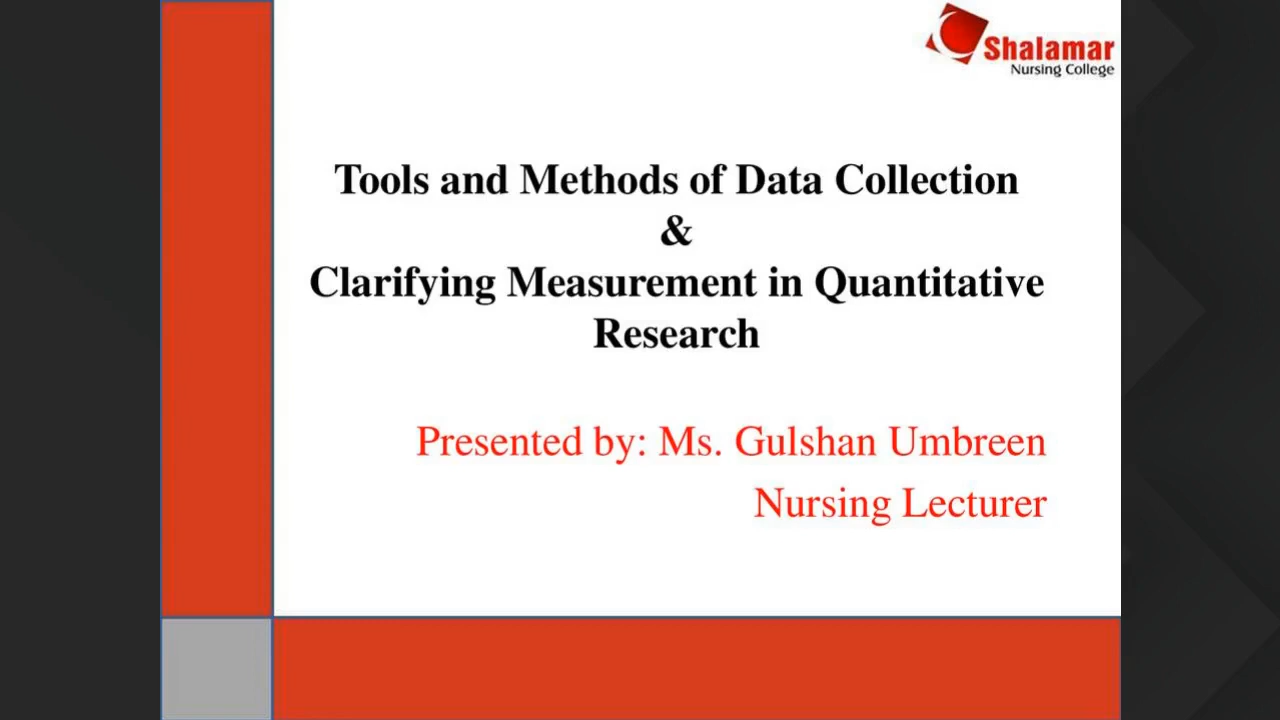 Shalamar
Nursing College
Tools and Methods of Data Collection
&
Clarifying Measurement in Quantitative
Research
Presented by: Ms. Gulshan Umbreen
Nursing Lecturer